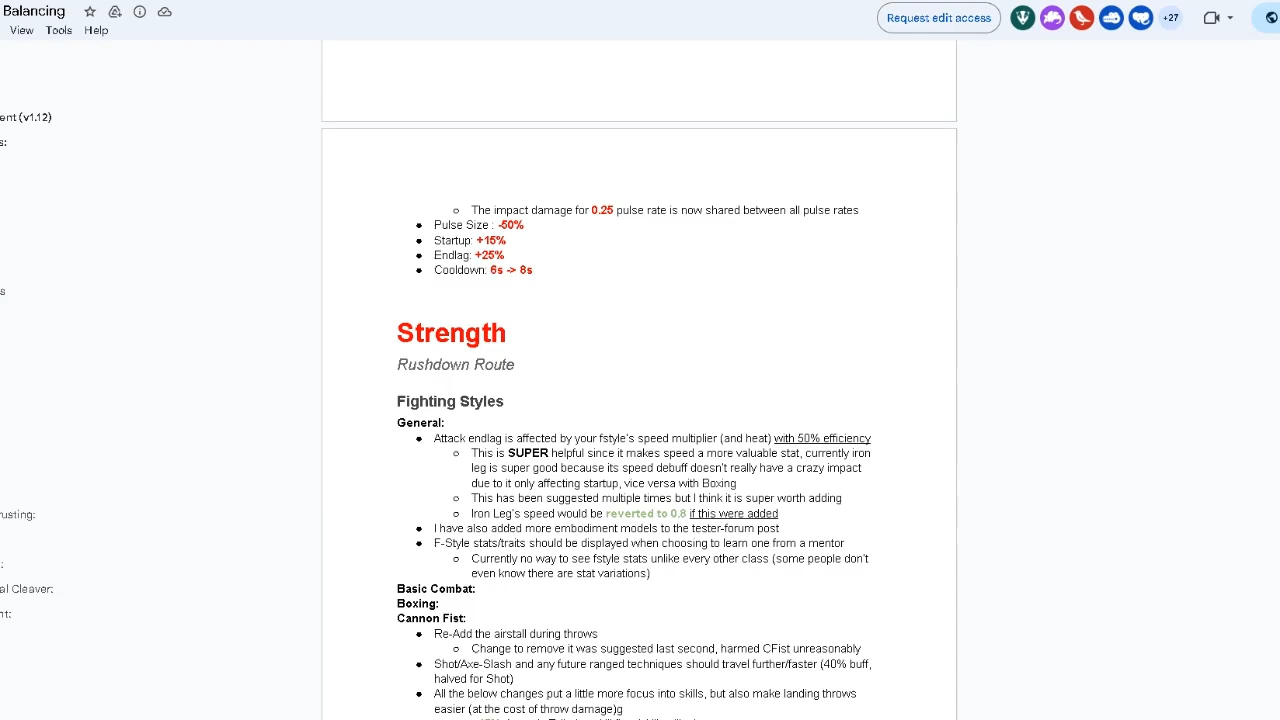 Balancing
Request edit access
+27
View Tools Help
ent (v1.12)
s:
s
rusting:
:
al Cleaver:
nt:
The impact damage for 0.25 pulse rate is now shared between all pulse rates
Pulse Size : -50%
Startup: +15%
Endlag: +25%
Cooldown: 6s -> 8s
Strength
Rushdown Route
Fighting Styles
General:
Attack endlag is affected by your fstyle's speed multiplier (and heat) with 50% efficiency
This is SUPER helpful since it makes speed a more valuable stat, currently iron
leg is super good because its speed debuff doesn't really have a crazy impact
due to it only affecting startup, vice versa with Boxing
This has been suggested multiple times but I think it is super worth adding
Iron Leg's speed would be reverted to 0.8 if this were added
I have also added more embodiment models to the tester-forum post
F-Style stats/traits should be displayed when choosing to learn one from a mentor
Currently no way to see fstyle stats unlike every other class (some people don't
even know there are stat variations)
Basic Combat:
Boxing:
Cannon Fist:
Re-Add the airstall during throws
Change to remove it was suggested last second, harmed CFist unreasonably
Shot/Axe-Slash and any future ranged techniques should travel further/faster (40% buff,
halved for Shot)
All the below changes put a little more focus into skills, but also make landing throws
easier (at the cost of throw damage)g